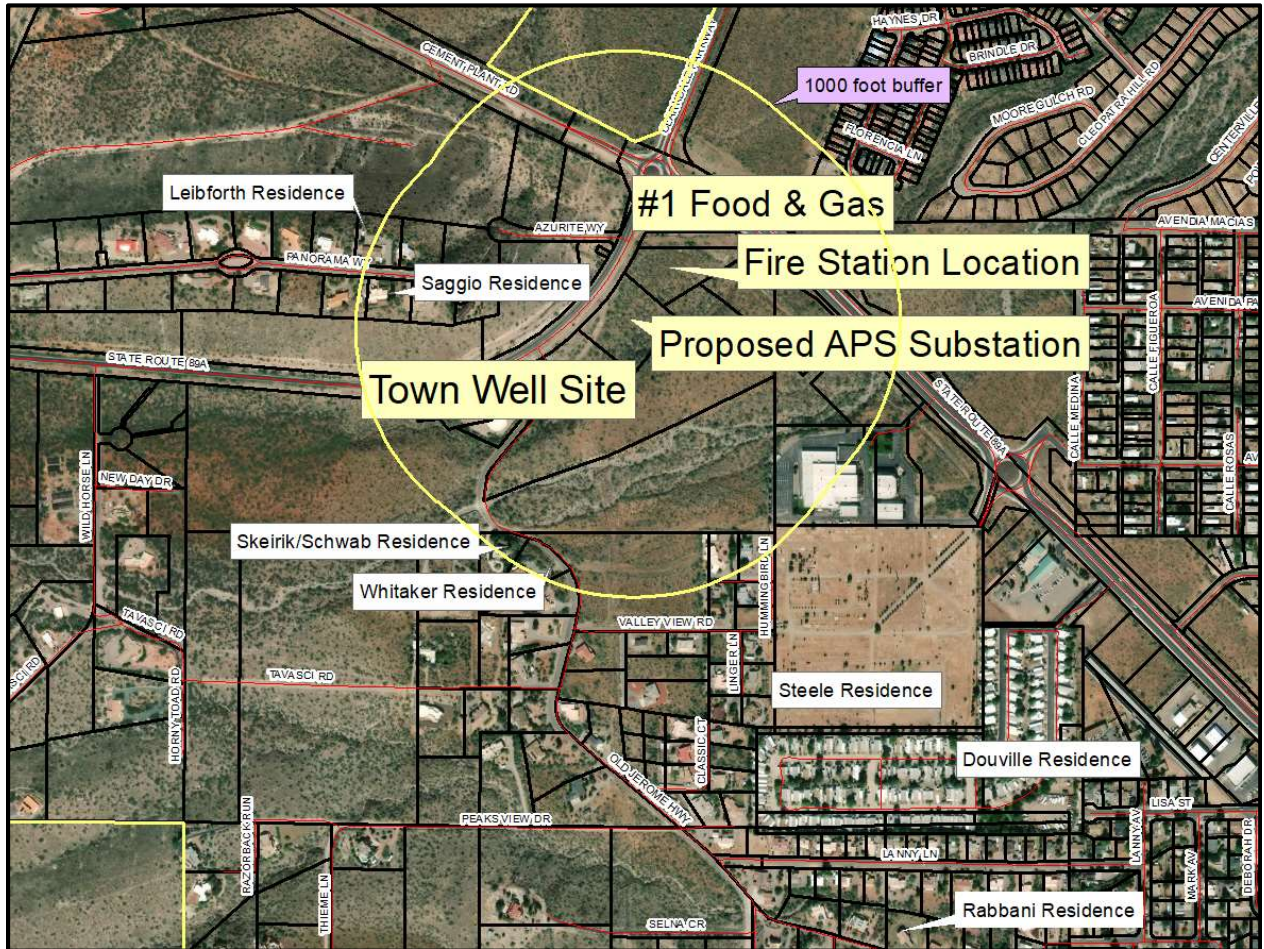 HAYNES DR
BRINDLE DR
CEMENT PLANT RD
CLARKDALE PARKWAY
1000 foot buffer
MOORE GULCH RD
CLEOPATRA HILL RD
CENTERVILLE
FLORENCIA LN
Leibforth Residence
#1 Food & Gas
AZURITE WY
AVENDIA MACIAS
PANORAMA WY
Fire Station Location
Saggio Residence
AVENIDA PA
Proposed APS Substation
CALLE FIGUEROA
STATE ROUTE 89A
Town Well Site
STATE ROUTE 89A
CALLE MEDINA
CALLE ROSAS
AV
WILD HORSE LN
NEW DAY DR
Skeirik/Schwab Residence
Whitaker Residence
HUMMINGBIRD LN
TAVASCI RD
VALLEY VIEW RD
LINGER LN
SCI RD
HORNY TOAD RD
TAVASCI RD
Steele Residence
CLASSIC CT
OLD JEROME HWY
Douville Residence
LISA ST
RAZORBACK RUN
PEAKS VIEW DR
LANNY AV
LANNY LN
MARK AV
DEBORAH DR
THIEME LN
Rabbani Residence
SELNA CR